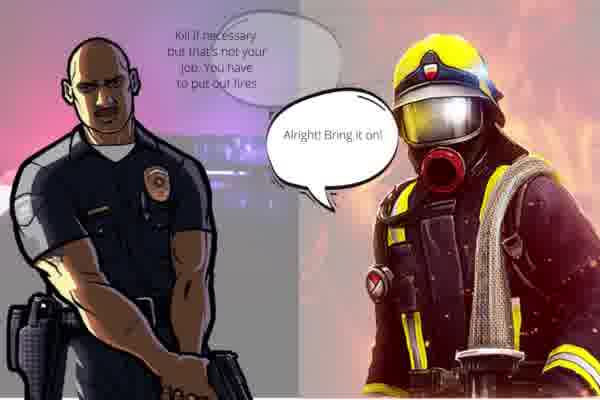 Kill if necessary
but that's not your
job. You have
to put out fires
Alright! Bring it on!